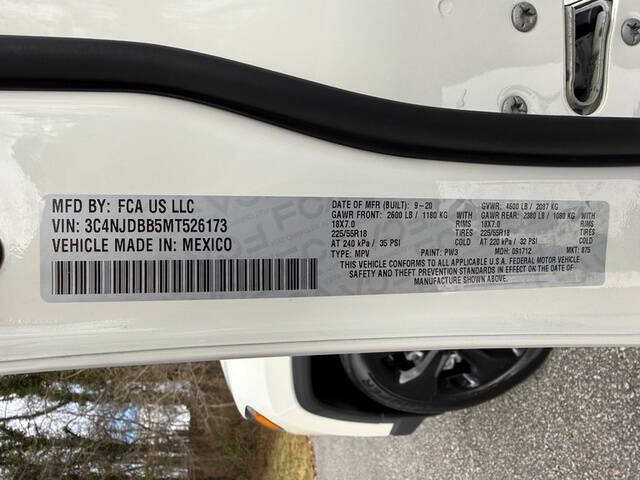 MFD BY: FCA US LLC
VIN: 3C4NJDBB5MT526173
VEHICLE MADE IN: MEXICO
DATE OF MFR (BUILT): 9-20 GVWR: 4600 LB / 2087 KG
GAWR FRONT: 2600 LB / 1180 KG GAWR REAR: 2380 LB / 1080 KG
18X7.0 RIMS 18X7.0 RIMS
225/55R18 TIRES 225/55R18 TIRES
AT 240 kPa / 35 PSI AT 220 kPa / 32 PSI
TYPE: MPV PAINT: PW3 MDH: 091712 MKT: 875
THIS VEHICLE CONFORMS TO ALL APPLICABLE U.S.A. FEDERAL MOTOR VEHICLE
SAFETY AND THEFT PREVENTION STANDARDS IN EFFECT ON THE DATE OF
MANUFACTURE SHOWN ABOVE.